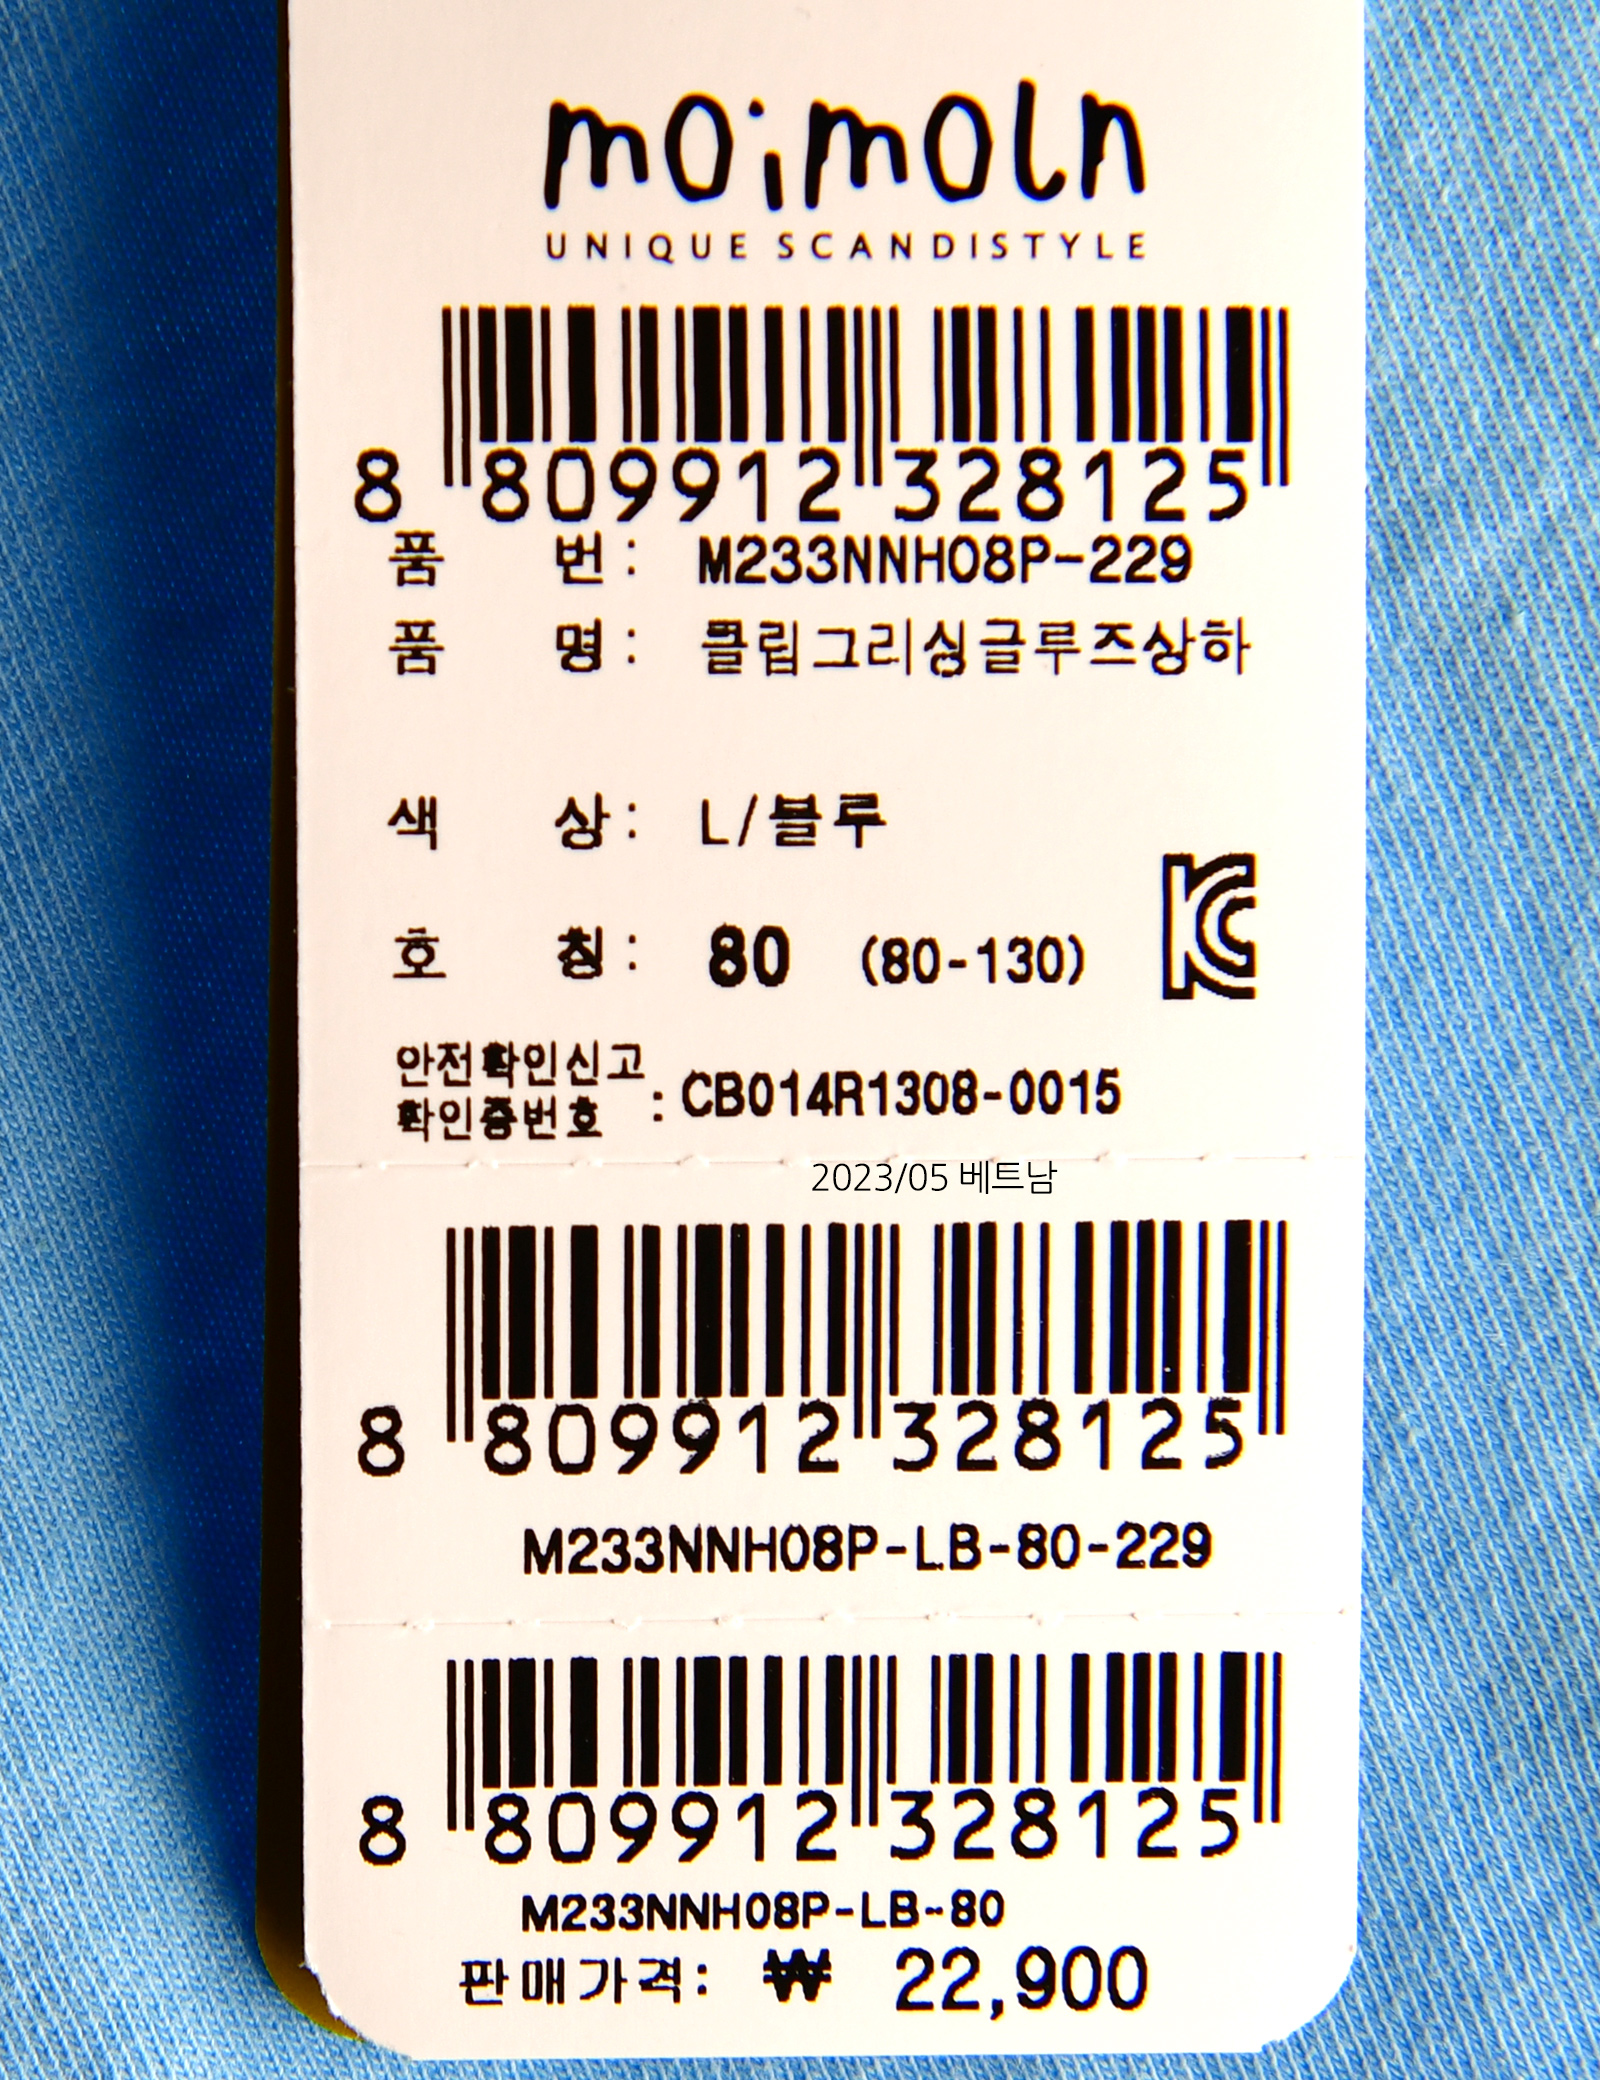 moimoln
UNIQUE SCANDISTYLE
8 809912 328125
품 번 : M233NNH08P-229
품 명 : 클립그리싱글루즈상하
색 상 : L/블루
호 칭 : 80 (80-130)
안전확인신고
확인증번호 : CB014R1308-0015
2023/05 베트남
8 809912 328125
M233NNH08P-LB-80-229
8 809912 328125
M233NNH08P-LB-80
판매가격: ₩ 22,900